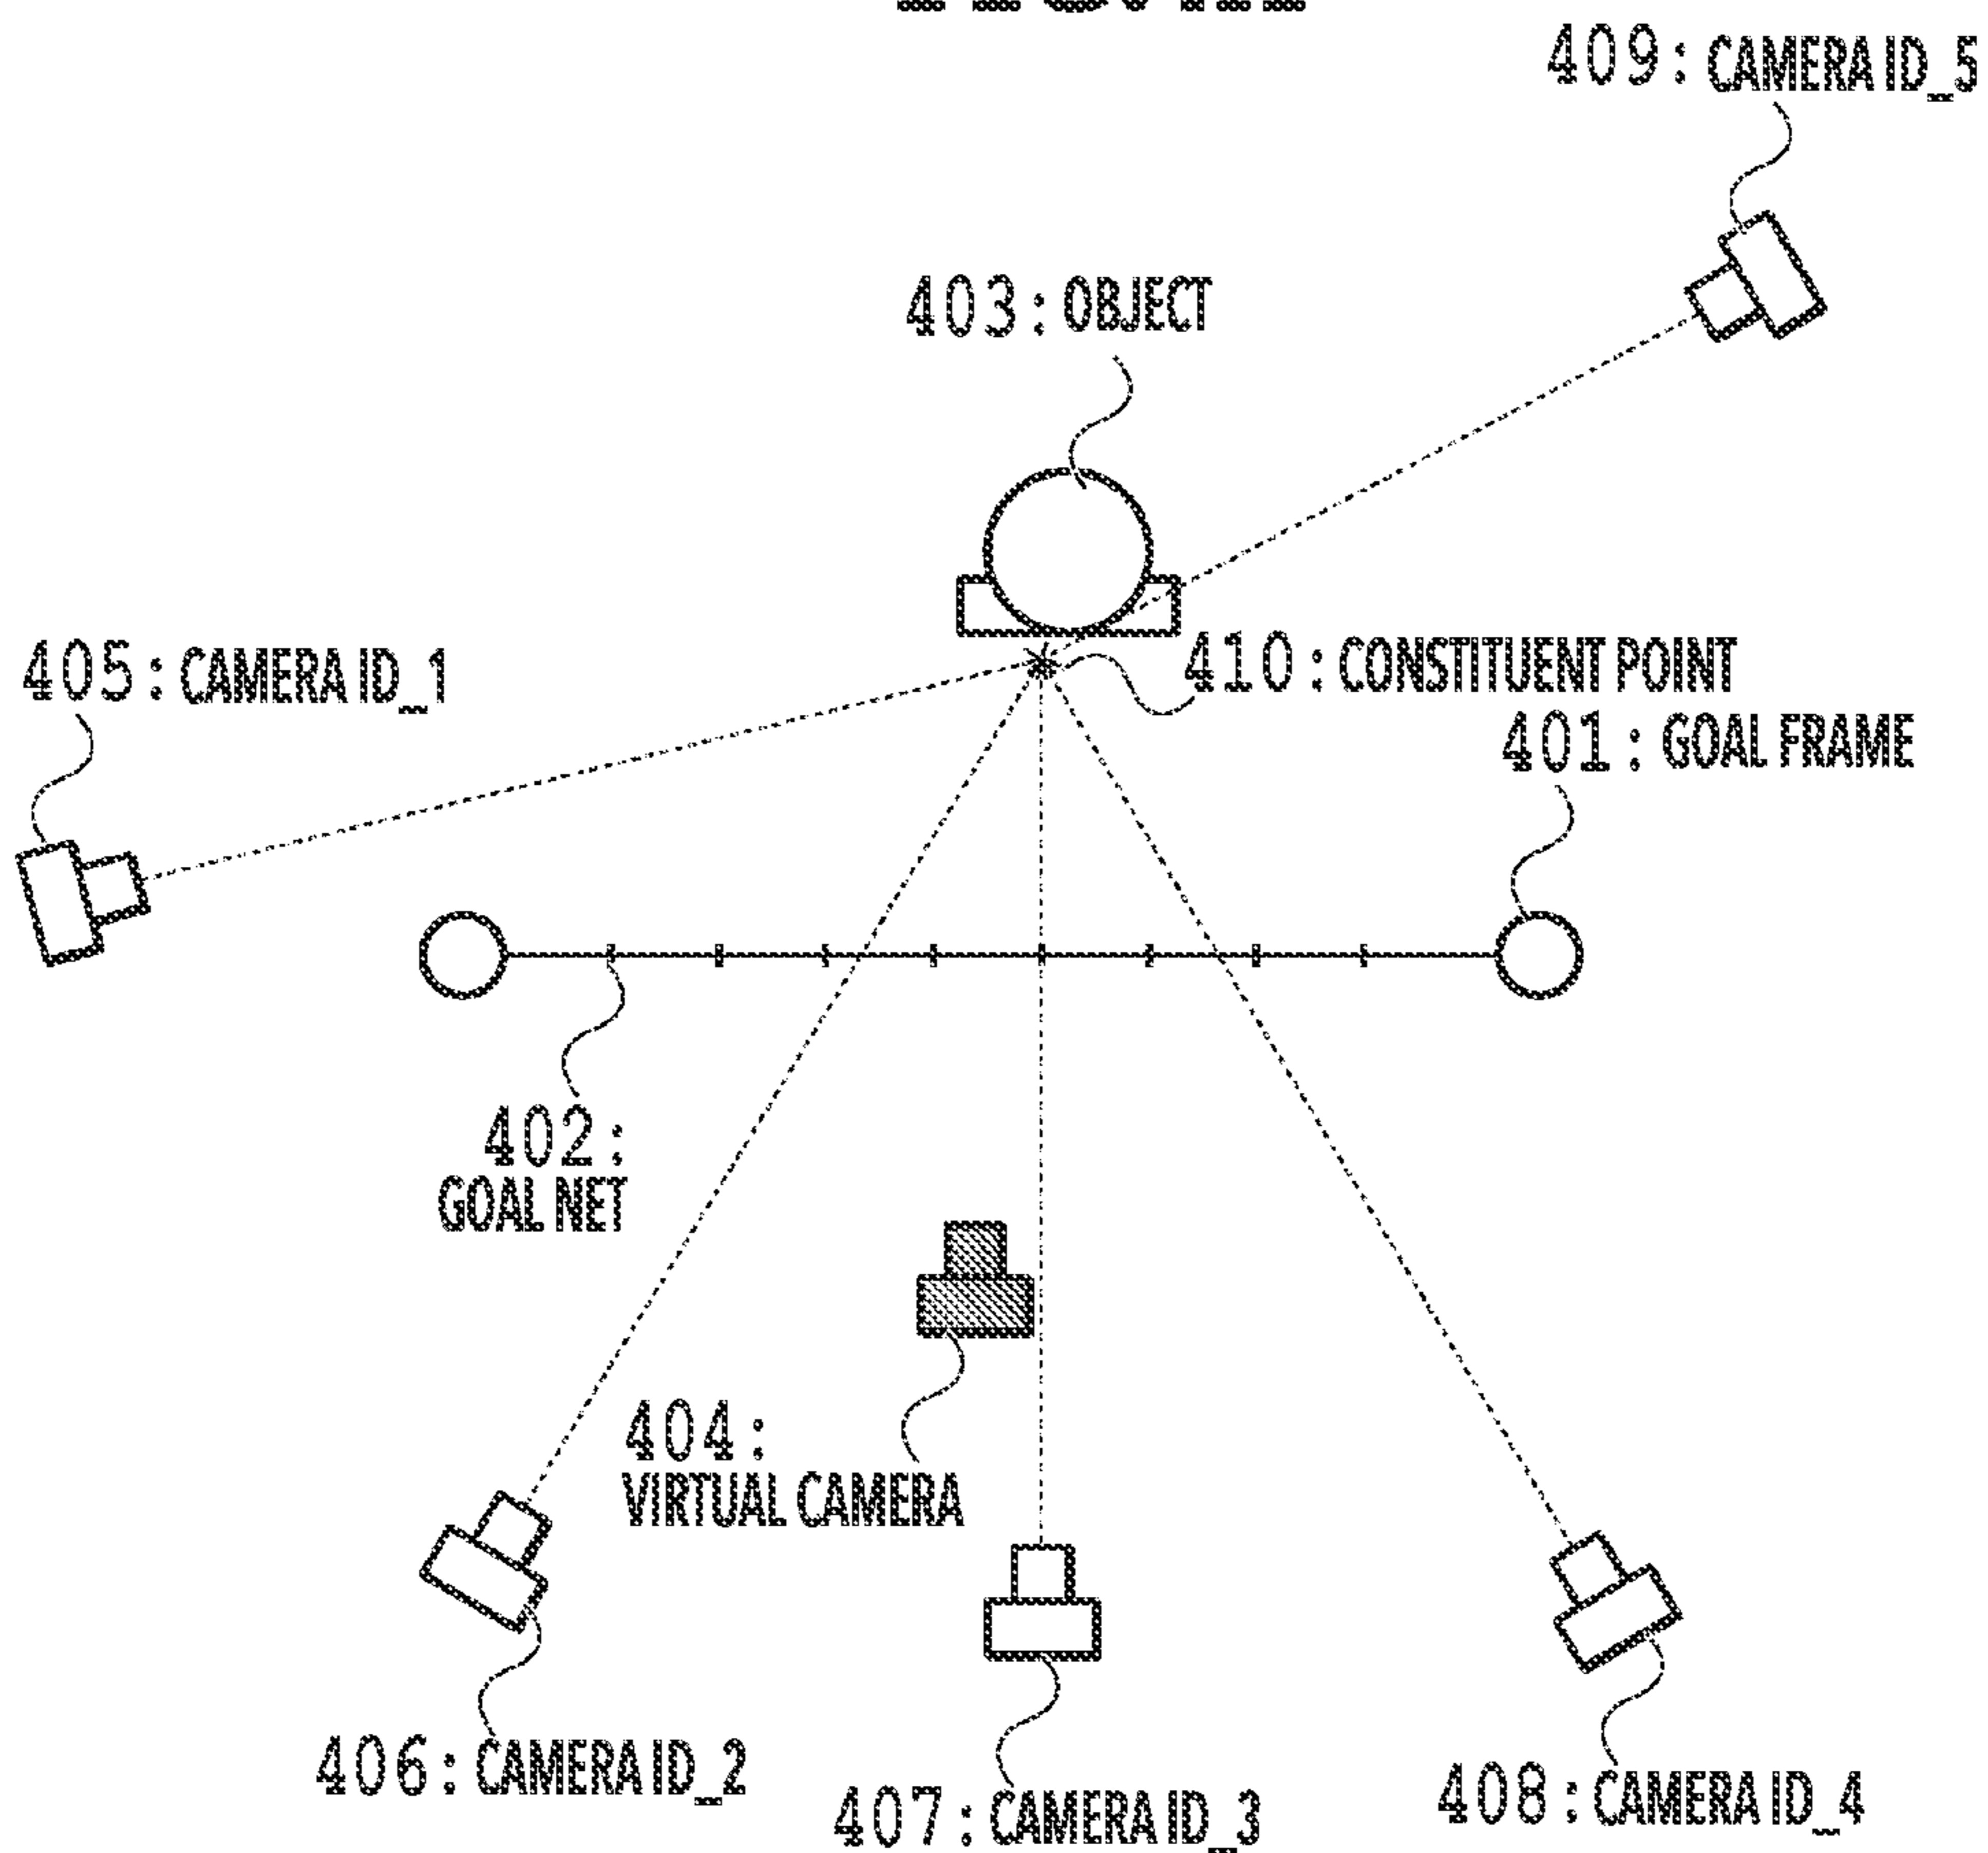 409: CAMERA ID_5
403: OBJECT
405: CAMERA ID_1
410: CONSTITUENT POINT
401: GOAL FRAME
402:
GOAL NET
404:
VIRTUAL CAMERA
406: CAMERA ID_2
407: CAMERA ID_3
408: CAMERA ID_4